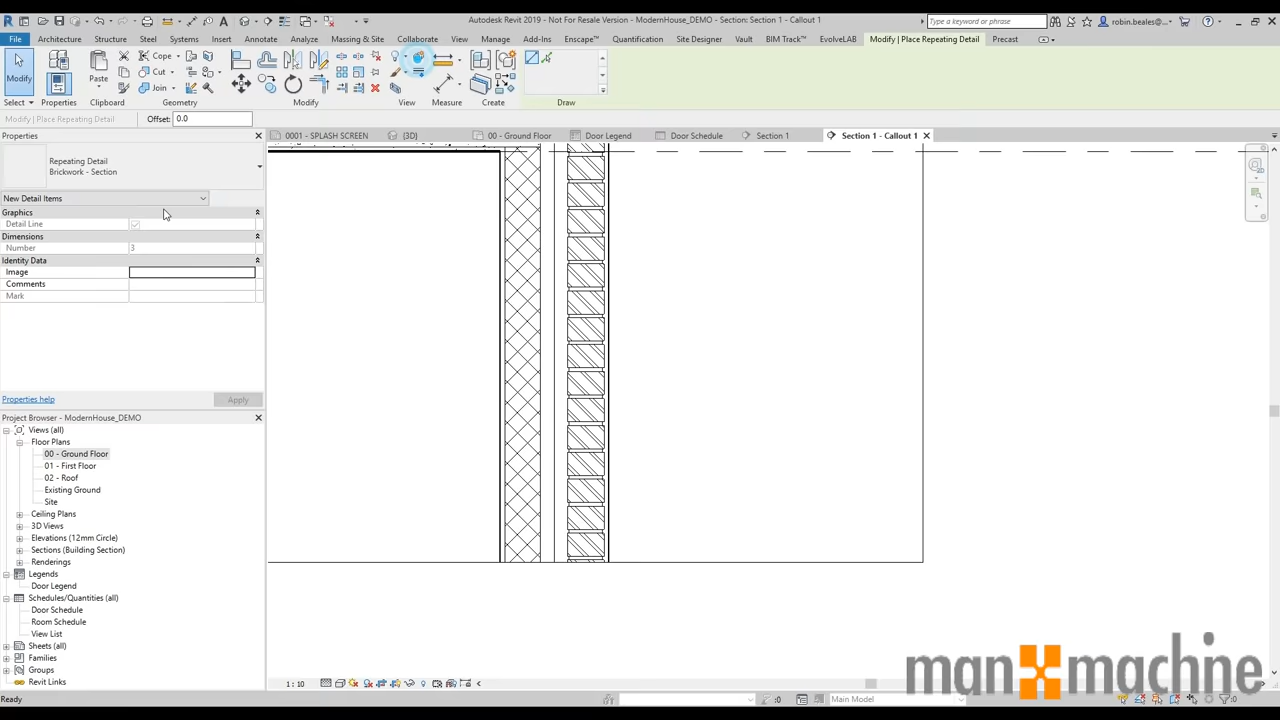 Autodesk Revit 2019 - Not For Resale Version - ModernHouse_DEMO - Section: Section 1 - Callout 1
Type a keyword or phrase
robin.beales@...
File Architecture Structure Steel Systems Insert Annotate Analyze Massing & Site Collaborate View Manage Add-Ins Enscape™ Quantification Site Designer Vault BIM Track™ EvolveLAB Modify | Place Repeating Detail Precast
Modify
Properties
Paste
Cope
Cut
Join
Select Properties Clipboard Geometry Modify View Measure Create Draw
Modify | Place Repeating Detail Offset: 0.0
Properties
0001 - SPLASH SCREEN {3D} 00 - Ground Floor Door Legend Door Schedule Section 1 Section 1 - Callout 1
Repeating Detail
Brickwork - Section
New Detail Items
Graphics
Detail Line
Dimensions
Number 3
Identity Data
Image
Comments
Mark
Properties help Apply
Project Browser - ModernHouse_DEMO
Views (all)
Floor Plans
00 - Ground Floor
01 - First Floor
02 - Roof
Existing Ground
Site
Ceiling Plans
3D Views
Elevations (12mm Circle)
Sections (Building Section)
Renderings
Legends
Door Legend
Schedules/Quantities (all)
Door Schedule
Room Schedule
View List
Sheets (all)
Families
Groups
Revit Links
1 : 10
Ready
:0
Main Model
:0
man machine